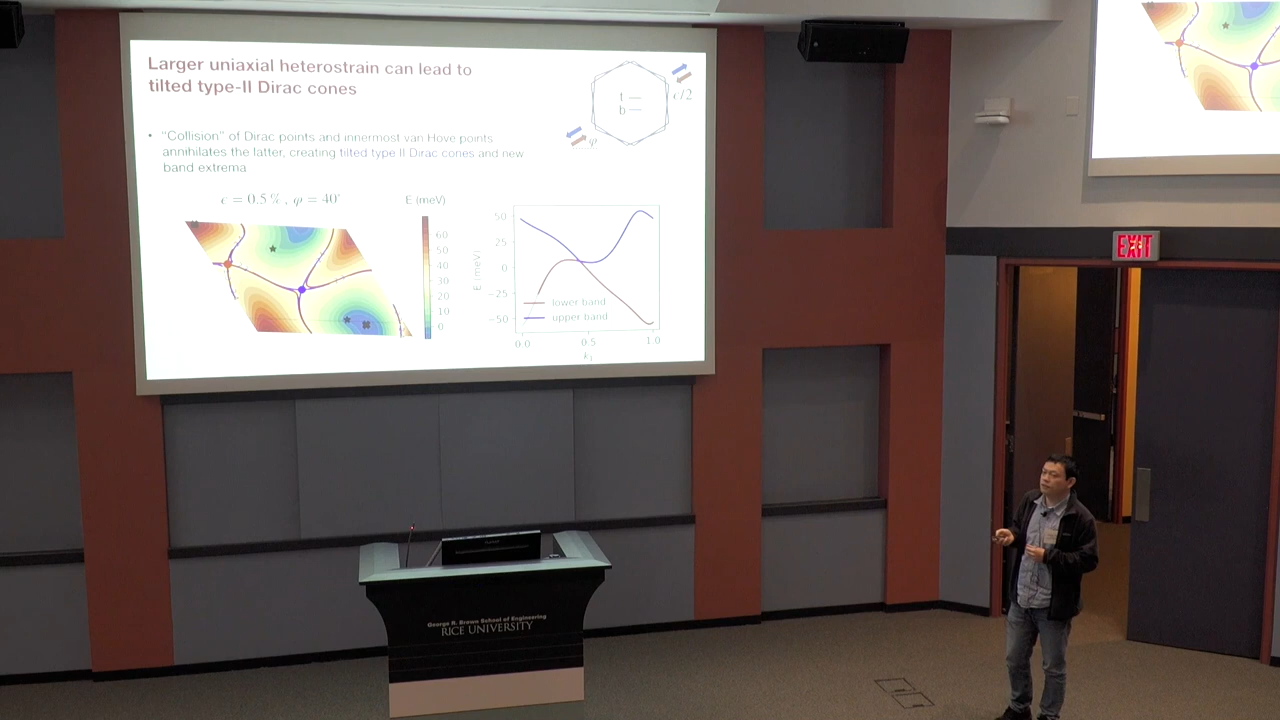 Larger uniaxial heterostrain can lead to
tilted type-II Dirac cones
t
b
ϵ/2
φ
• "Collision" of Dirac points and innermost van Hove points
annihilates the latter, creating tilted type II Dirac cones and new
band extrema
ϵ = 0.5 % , φ = 40°
E (meV)
60
50
40
30
20
10
0
E (meV)
50
25
0
−25
−50
lower band
upper band
0.0 0.5 1.0
EXIT
George R. Brown School of Engineering
RICE UNIVERSITY